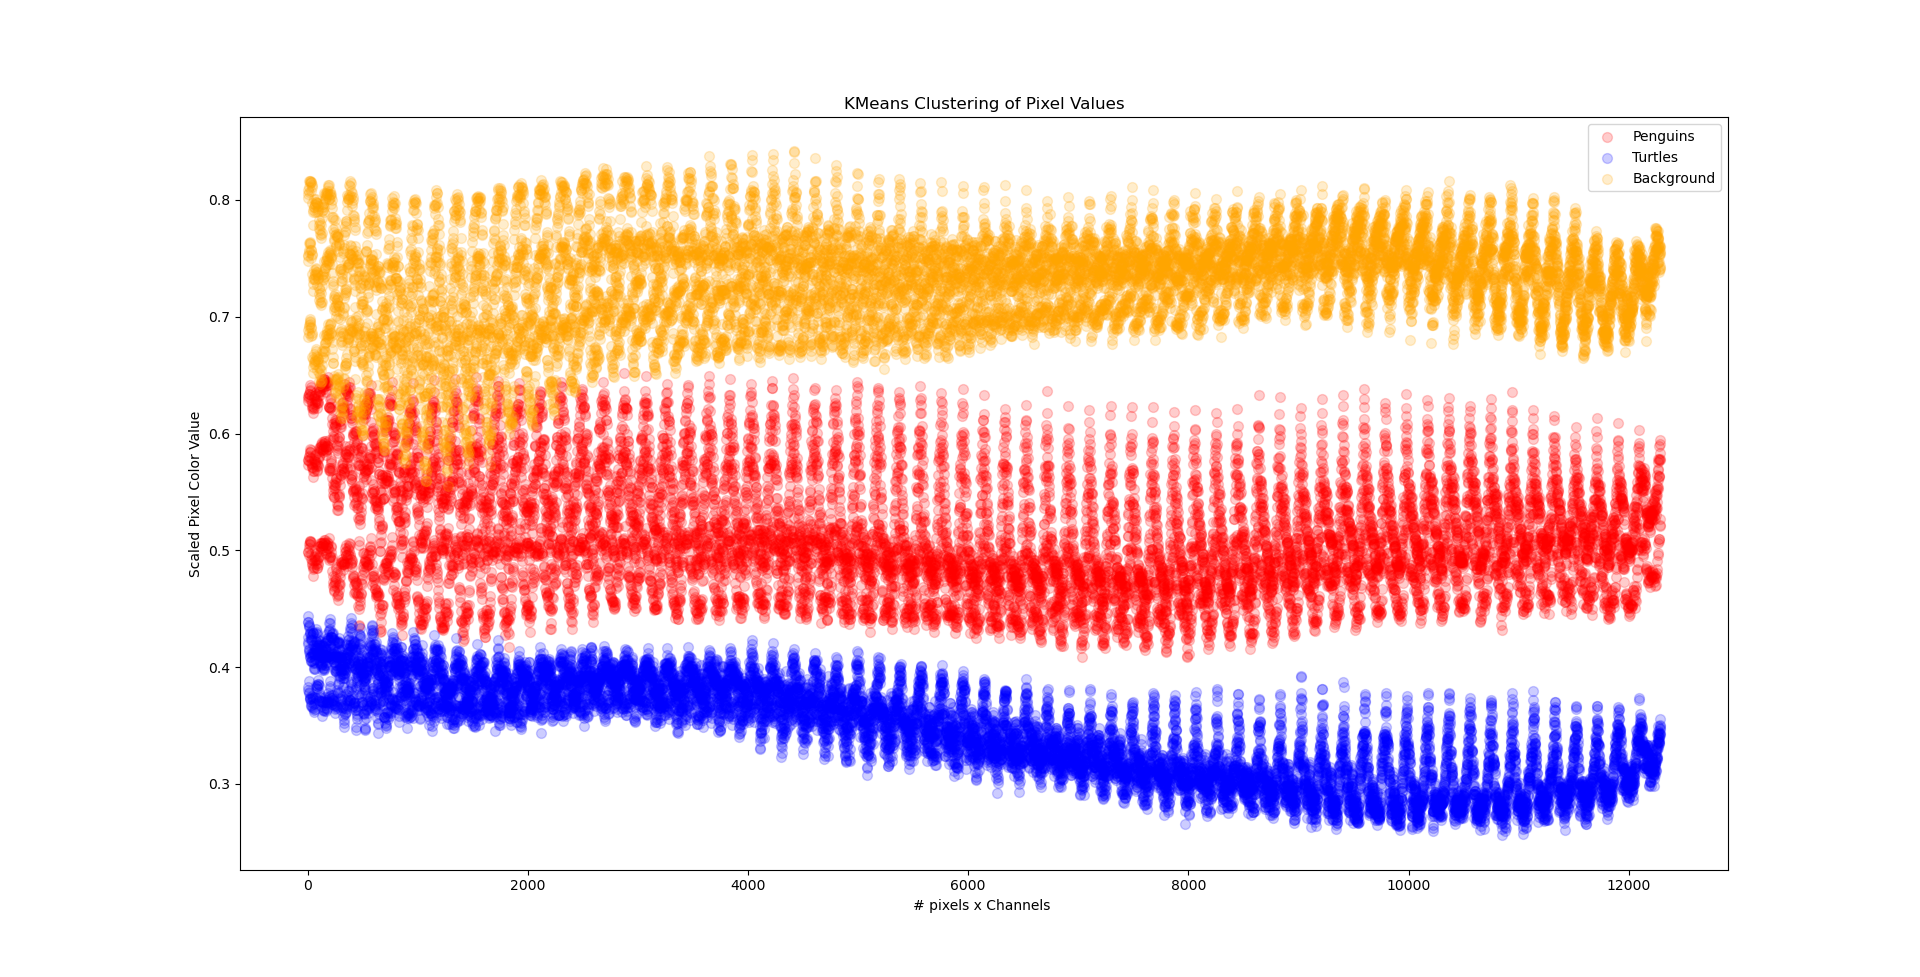 KMeans Clustering of Pixel Values
Penguins
Turtles
Background
Scaled Pixel Color Value
0.8
0.7
0.6
0.5
0.4
0.3
0 2000 4000 6000 8000 10000 12000
# pixels x Channels